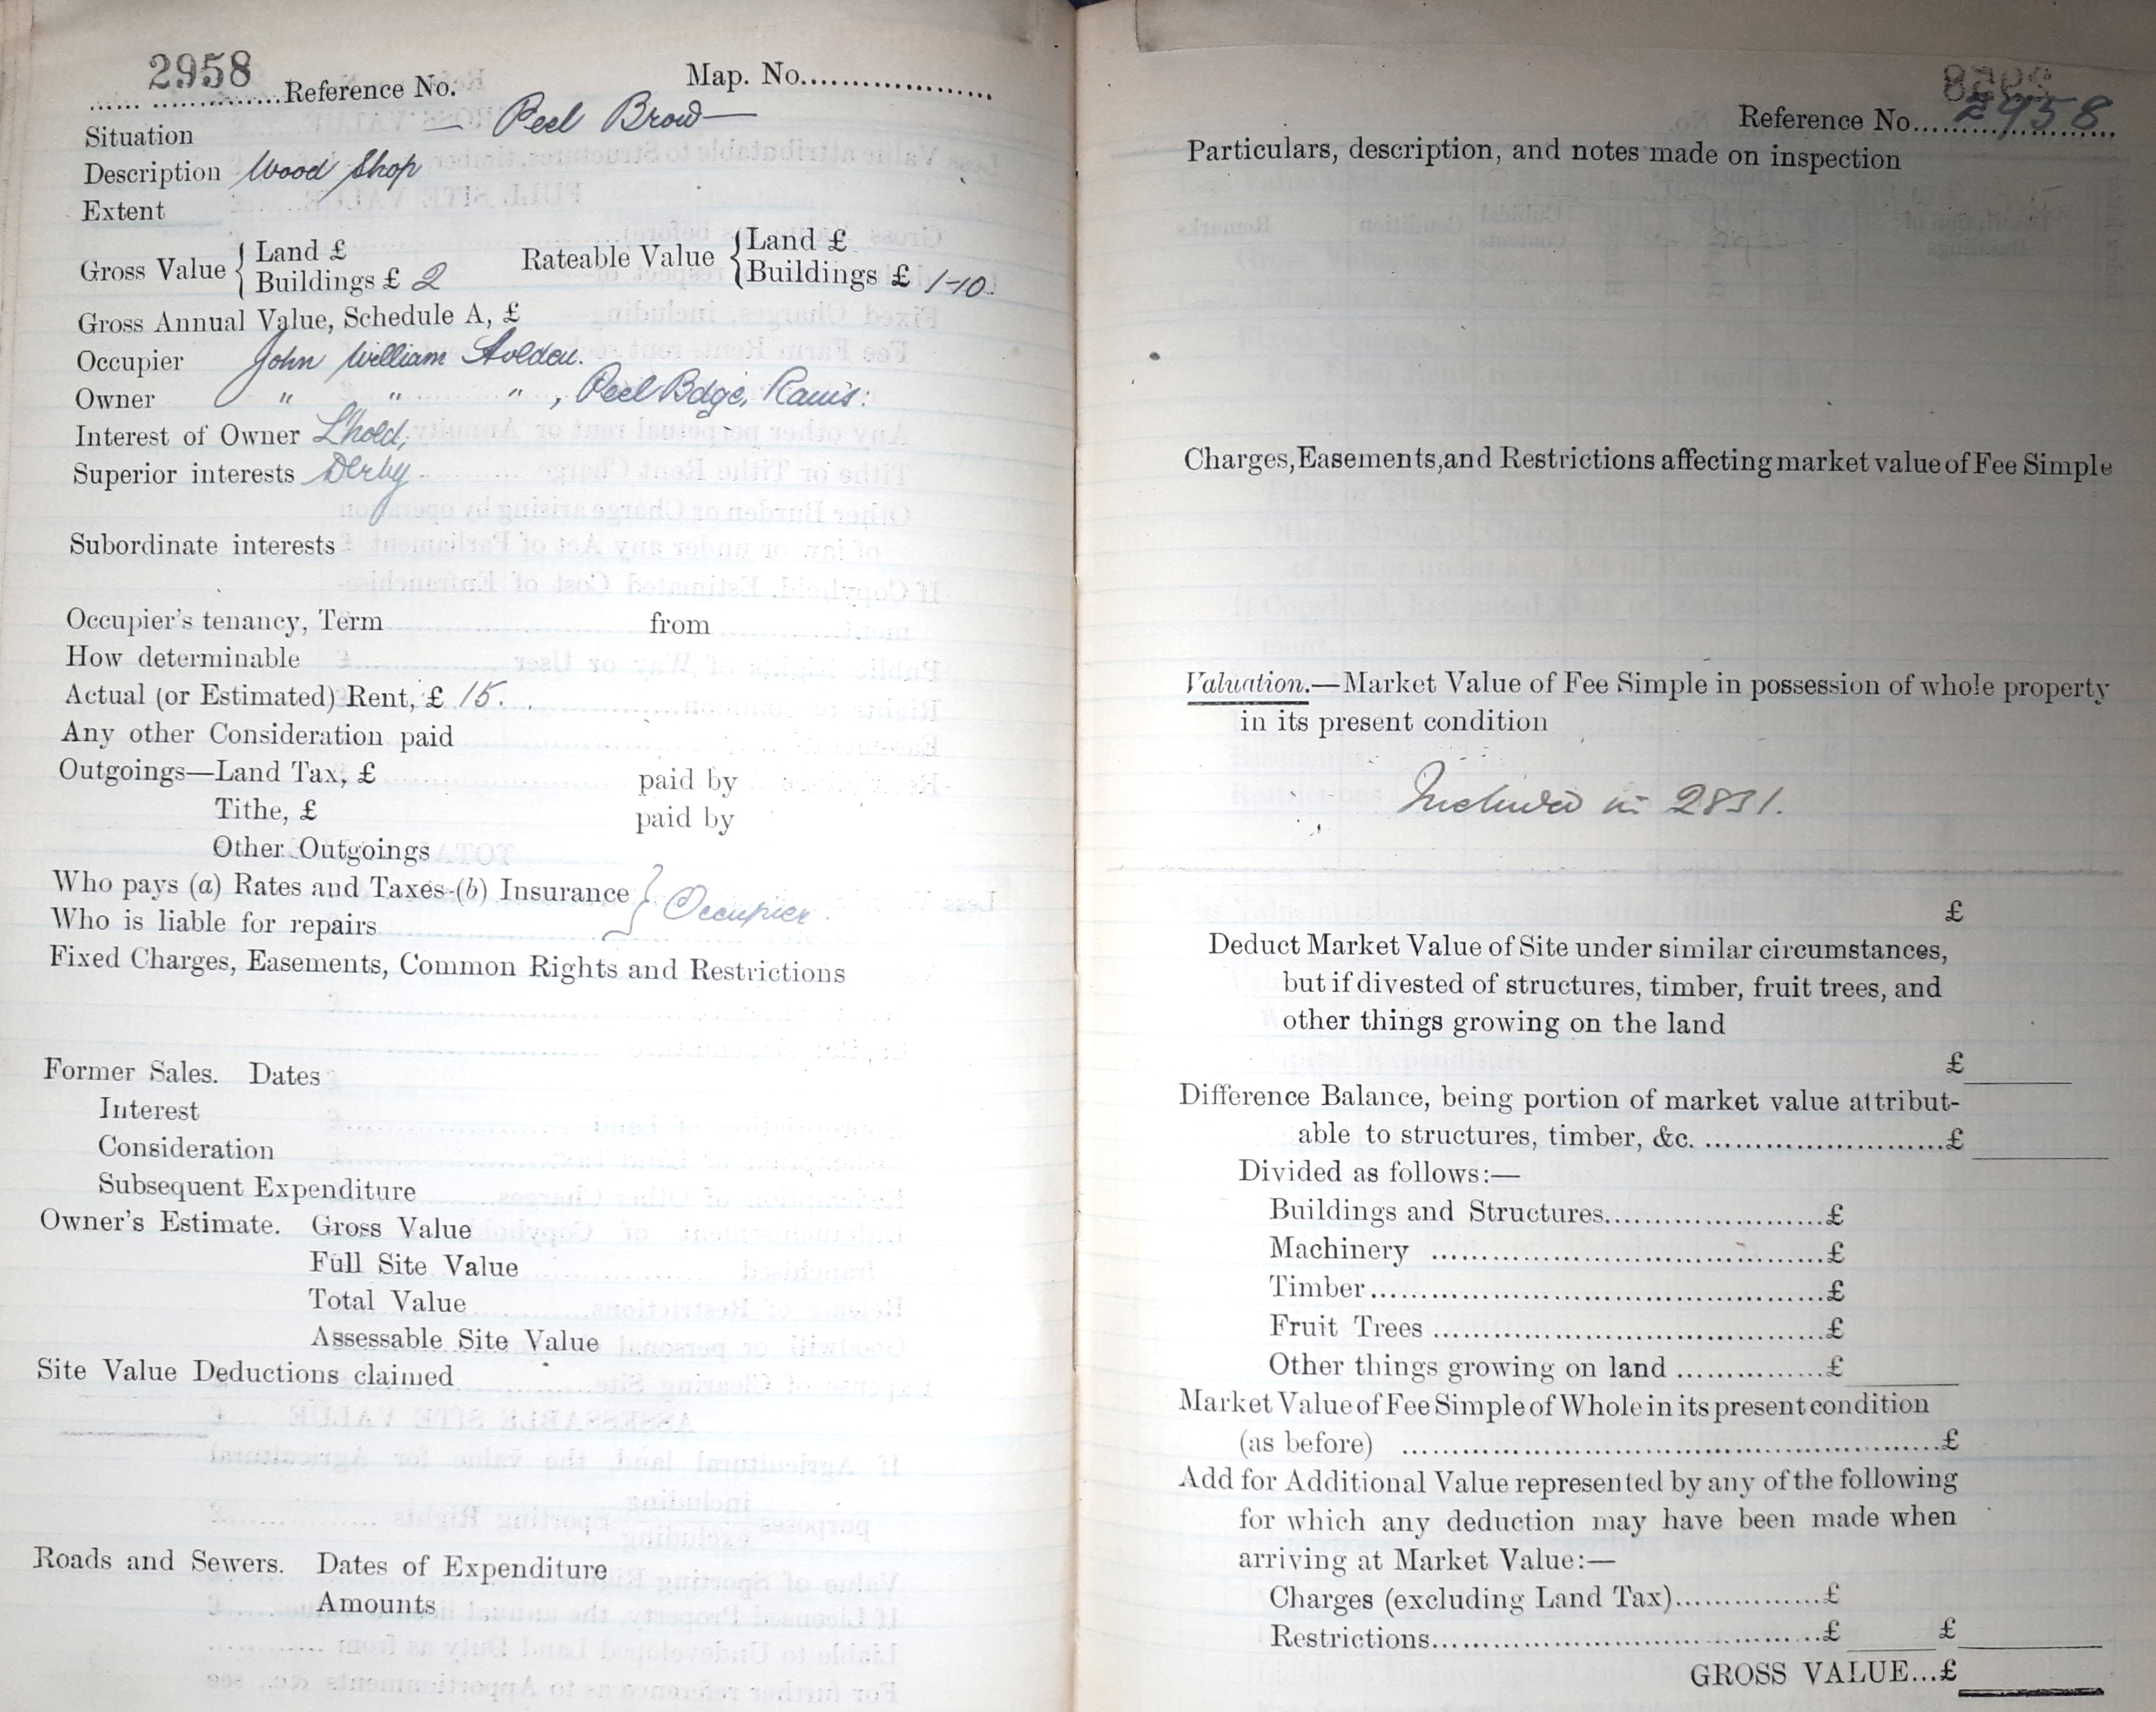 2958
Reference No. Map. No.
Situation — Peel Brow —
Description Wood Shop
Extent
Gross Value { Land £ Rateable Value { Land £
Buildings £ 2 Buildings £ 1-10.
Gross Annual Value, Schedule A, £
Occupier John William Holden.
Owner " " " , Peel Bdge, Rams:
Interest of Owner L'hold,
Superior interests Derby
Subordinate interests
Occupier's tenancy, Term from
How determinable
Actual (or Estimated) Rent, £ 15.
Any other Consideration paid
Outgoings—Land Tax, £ paid by
Tithe, £ paid by
Other Outgoings
Who pays (a) Rates and Taxes (b) Insurance } Occupier.
Who is liable for repairs
Fixed Charges, Easements, Common Rights and Restrictions
Former Sales. Dates
Interest
Consideration
Subsequent Expenditure
Owner's Estimate. Gross Value
Full Site Value
Total Value
Assessable Site Value
Site Value Deductions claimed
Roads and Sewers. Dates of Expenditure
Amounts
Reference No. 2958
Particulars, description, and notes made on inspection
Charges, Easements, and Restrictions affecting market value of Fee Simple
Valuation.—Market Value of Fee Simple in possession of whole property
in its present condition
Included in 2831.
£
Deduct Market Value of Site under similar circumstances,
but if divested of structures, timber, fruit trees, and
other things growing on the land
£
Difference Balance, being portion of market value attribut-
able to structures, timber, &c. £
Divided as follows:—
Buildings and Structures £
Machinery £
Timber £
Fruit Trees £
Other things growing on land £
Market Value of Fee Simple of Whole in its present condition
(as before) £
Add for Additional Value represented by any of the following
for which any deduction may have been made when
arriving at Market Value:—
Charges (excluding Land Tax) £
Restrictions £ £
GROSS VALUE...£